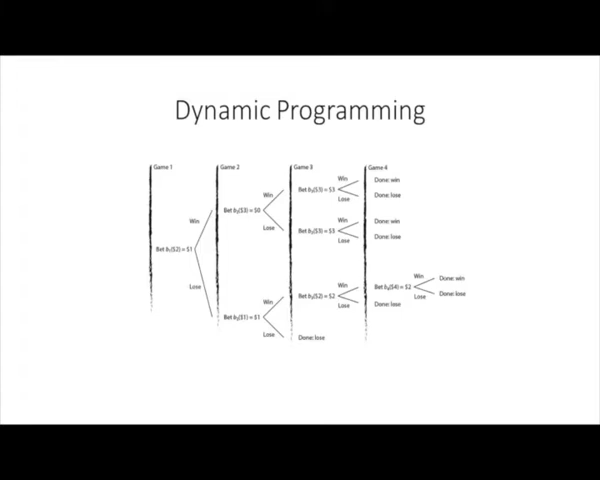 Dynamic Programming
Game 1
Game 2
Game 3
Game 4
Win
Done: win
Bet b₃($3) = $3
Lose
Done: lose
Win
Bet b₂($3) = $0
Lose
Win
Done: win
Bet b₃($3) = $3
Lose
Done: lose
Win
Bet b₁($2) = $1
Lose
Win
Done: win
Win
Bet b₄($4) = $2
Lose
Done: lose
Win
Bet b₃($2) = $2
Lose
Done: lose
Bet b₂($1) = $1
Lose
Done: lose